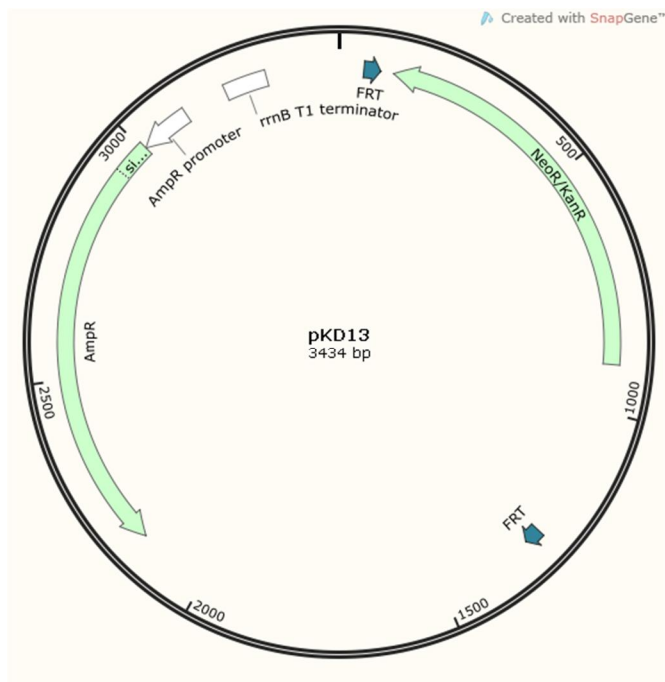 Created with SnapGene™
FRT
rrnB T1 terminator
AmpR promoter
3000
si...
500
NeoR/KanR
AmpR
pKD13
3434 bp
2500
1000
FRT
2000
1500